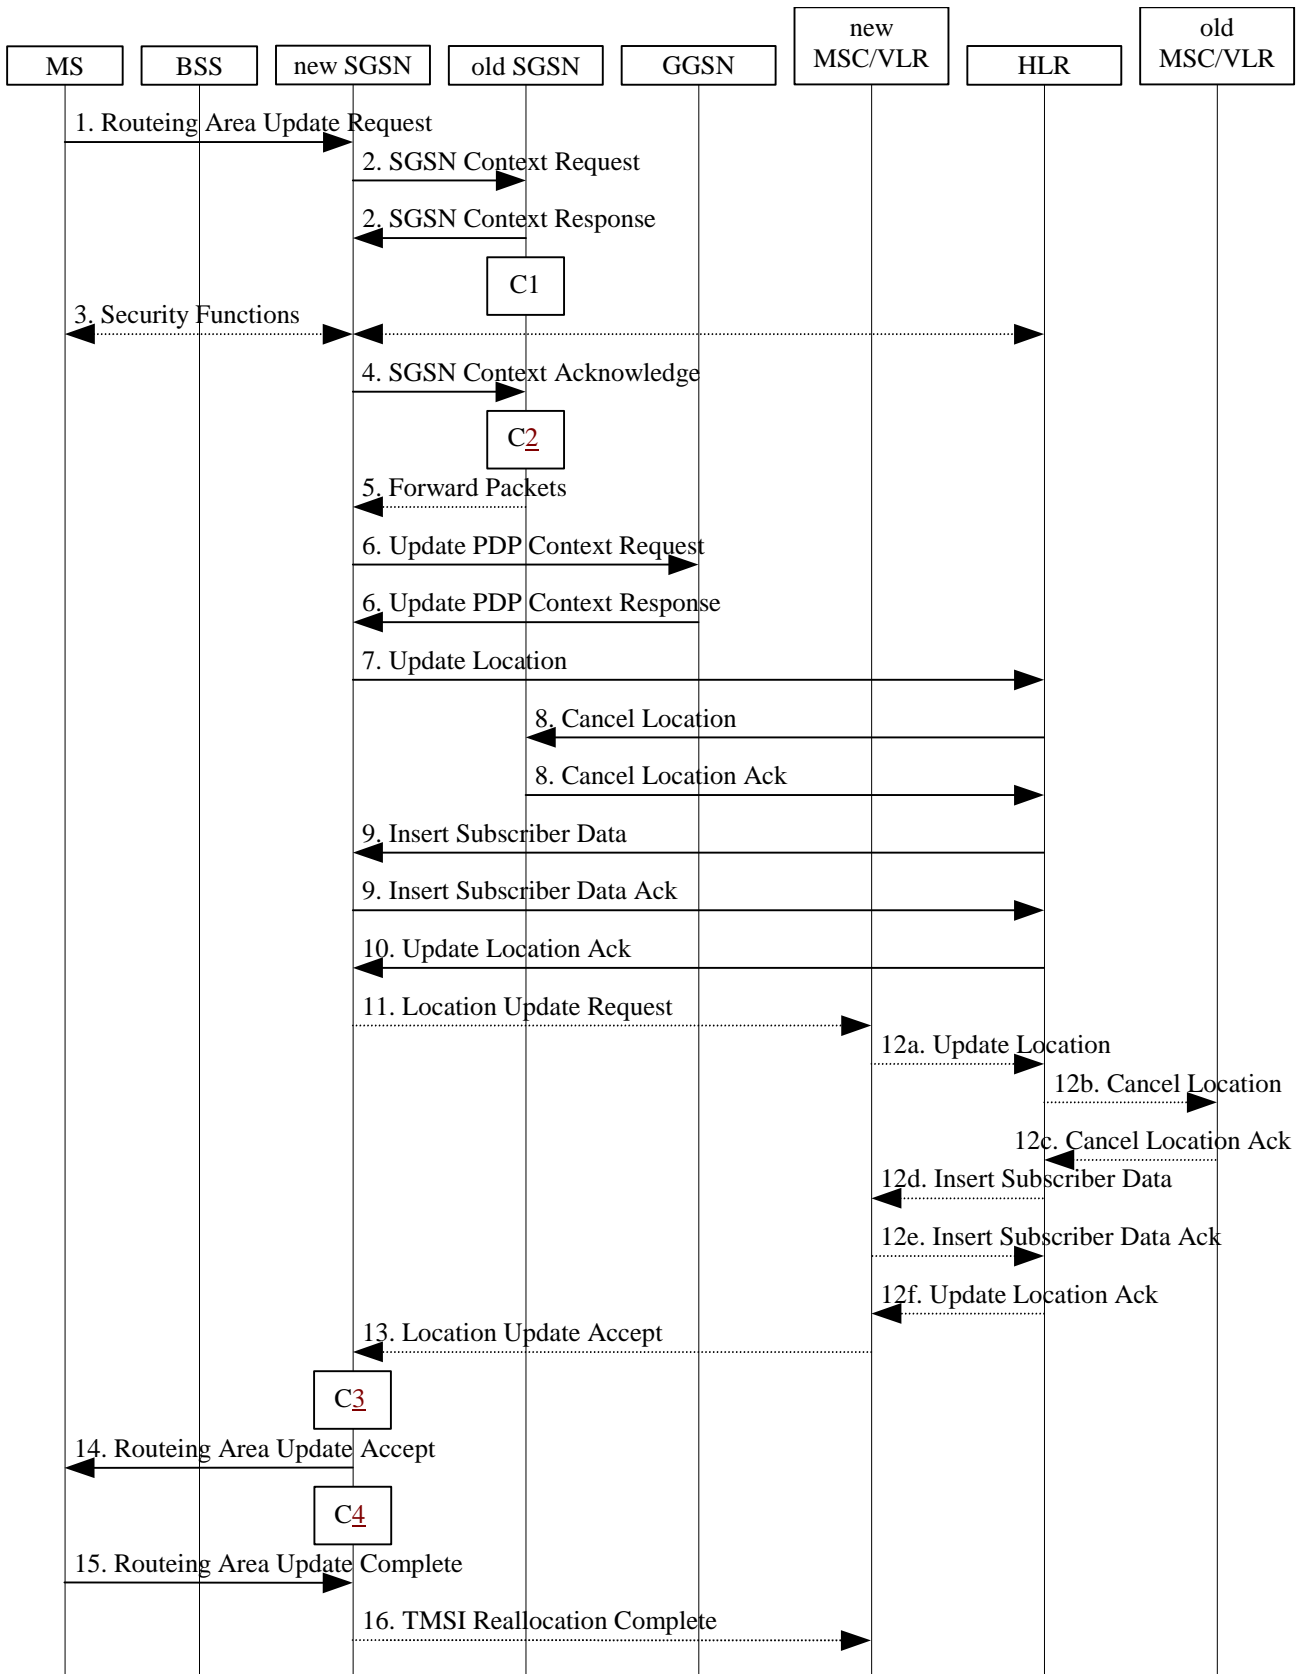 new
MSC/VLR
old
MSC/VLR
MS
BSS
new SGSN
old SGSN
GGSN
HLR
1. Routeing Area Update Request
2. SGSN Context Request
2. SGSN Context Response
C1
3. Security Functions
4. SGSN Context Acknowledge
C2
5. Forward Packets
6. Update PDP Context Request
6. Update PDP Context Response
7. Update Location
8. Cancel Location
8. Cancel Location Ack
9. Insert Subscriber Data
9. Insert Subscriber Data Ack
10. Update Location Ack
11. Location Update Request
12a. Update Location
12b. Cancel Location
12c. Cancel Location Ack
12d. Insert Subscriber Data
12e. Insert Subscriber Data Ack
12f. Update Location Ack
13. Location Update Accept
C3
14. Routeing Area Update Accept
C4
15. Routeing Area Update Complete
16. TMSI Reallocation Complete